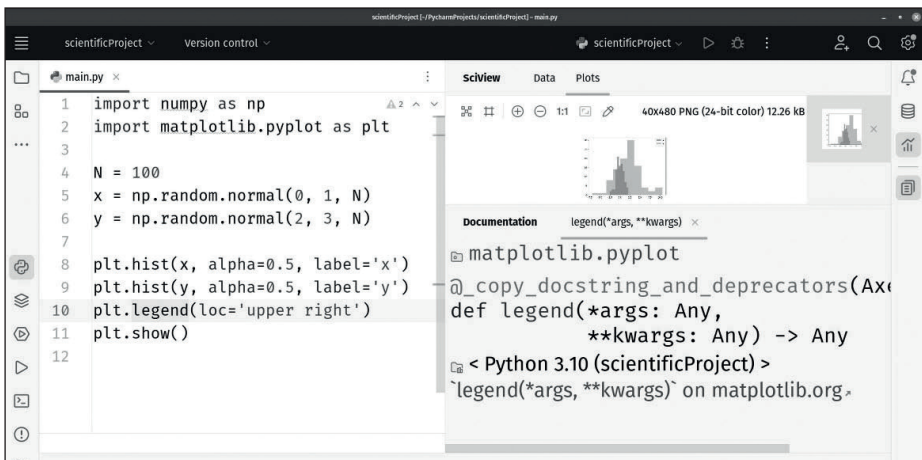 scientificProject [~/PycharmProjects/scientificProject] – main.py
scientificProject
Version control
scientificProject
main.py
1 import numpy as np
2 import matplotlib.pyplot as plt
3
4 N = 100
5 x = np.random.normal(0, 1, N)
6 y = np.random.normal(2, 3, N)
7
8 plt.hist(x, alpha=0.5, label='x')
9 plt.hist(y, alpha=0.5, label='y')
10 plt.legend(loc='upper right')
11 plt.show()
12
2
SciView Data Plots
1:1
40x480 PNG (24-bit color) 12.26 kB
Documentation legend(*args, **kwargs)
matplotlib.pyplot
@_copy_docstring_and_deprecators(Axe
def legend(*args: Any,
**kwargs: Any) -> Any
< Python 3.10 (scientificProject) >
`legend(*args, **kwargs)` on matplotlib.org